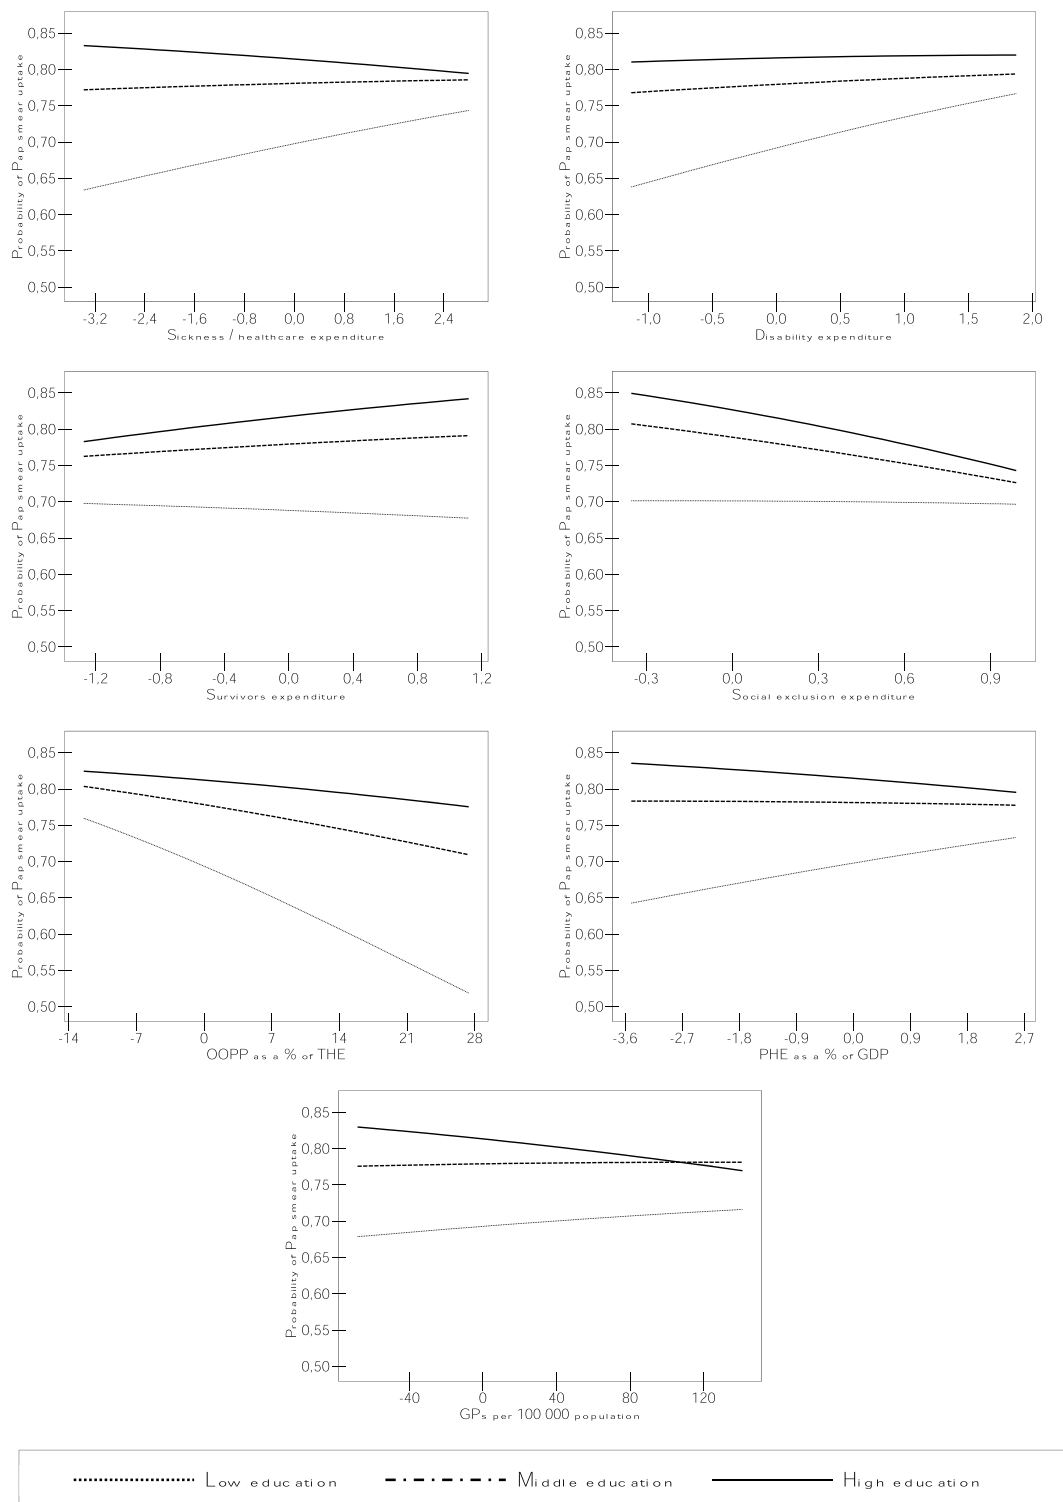 Probability of Pap smear uptake
0,85
0,80
0,75
0,70
0,65
0,60
0,55
0,50
-3,2 -2,4 -1,6 -0,8 0,0 0,8 1,6 2,4
Sickness / healthcare expenditure
Probability of Pap smear uptake
0,85
0,80
0,75
0,70
0,65
0,60
0,55
0,50
-1,0 -0,5 0,0 0,5 1,0 1,5 2,0
Disability expenditure
Probability of Pap smear uptake
0,85
0,80
0,75
0,70
0,65
0,60
0,55
0,50
-1,2 -0,8 -0,4 0,0 0,4 0,8 1,2
Survivors expenditure
Probability of Pap smear uptake
0,85
0,80
0,75
0,70
0,65
0,60
0,55
0,50
-0,3 0,0 0,3 0,6 0,9
Social exclusion expenditure
Probability of Pap smear uptake
0,85
0,80
0,75
0,70
0,65
0,60
0,55
0,50
-14 -7 0 7 14 21 28
OOPP as a % of THE
Probability of Pap smear uptake
0,85
0,80
0,75
0,70
0,65
0,60
0,55
0,50
-3,6 -2,7 -1,8 -0,9 0,0 0,9 1,8 2,7
PHE as a % of GDP
Probability of Pap smear uptake
0,85
0,80
0,75
0,70
0,65
0,60
0,55
0,50
-40 0 40 80 120
GPs per 100 000 population
Low education Middle education High education